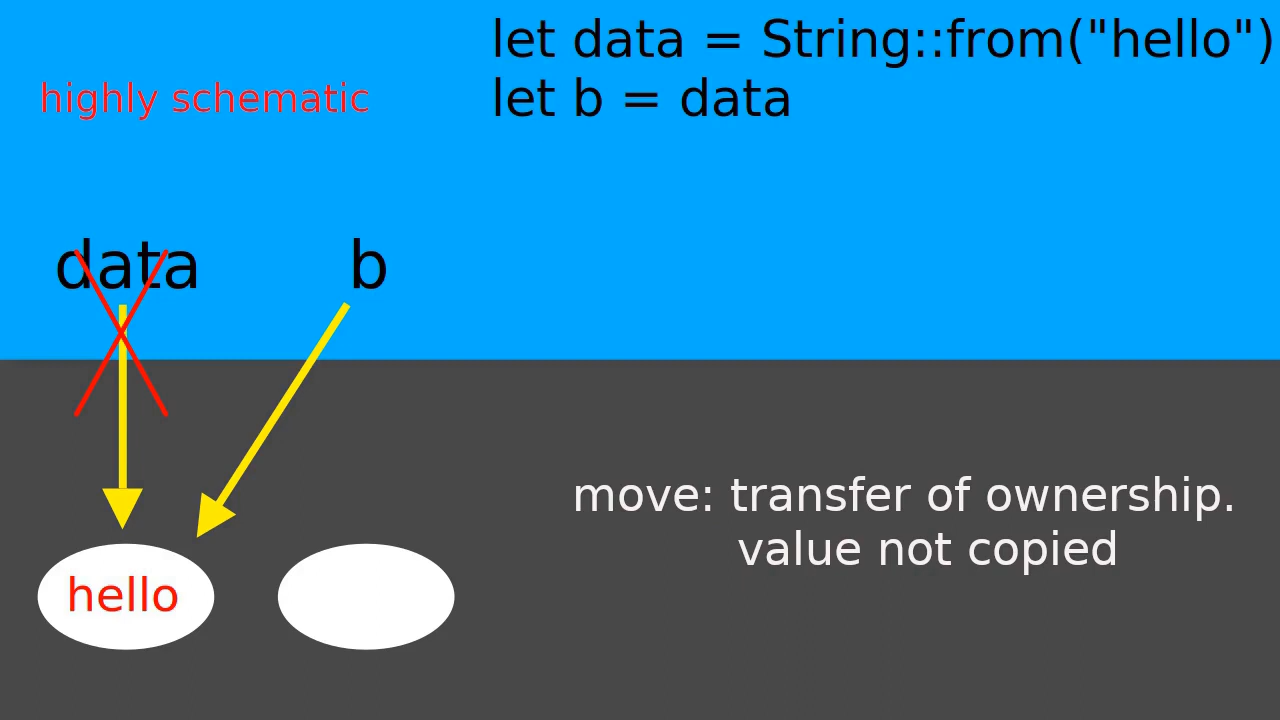 let data = String::from("hello")
let b = data
highly schematic
data b
hello
move: transfer of ownership.
value not copied